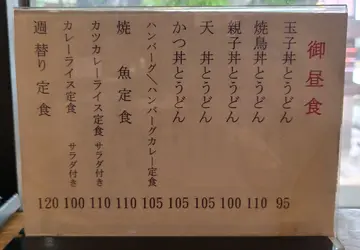 御昼食
玉子丼とうどん 95
焼鳥丼とうどん 110
親子丼とうどん 100
天丼とうどん 105
かつ丼とうどん 105
ハンバーグ/ハンバーグカレー定食 105
焼魚定食 110
カツカレーライス定食 サラダ付き 110
カレーライス定食 サラダ付き 100
週替り定食 120